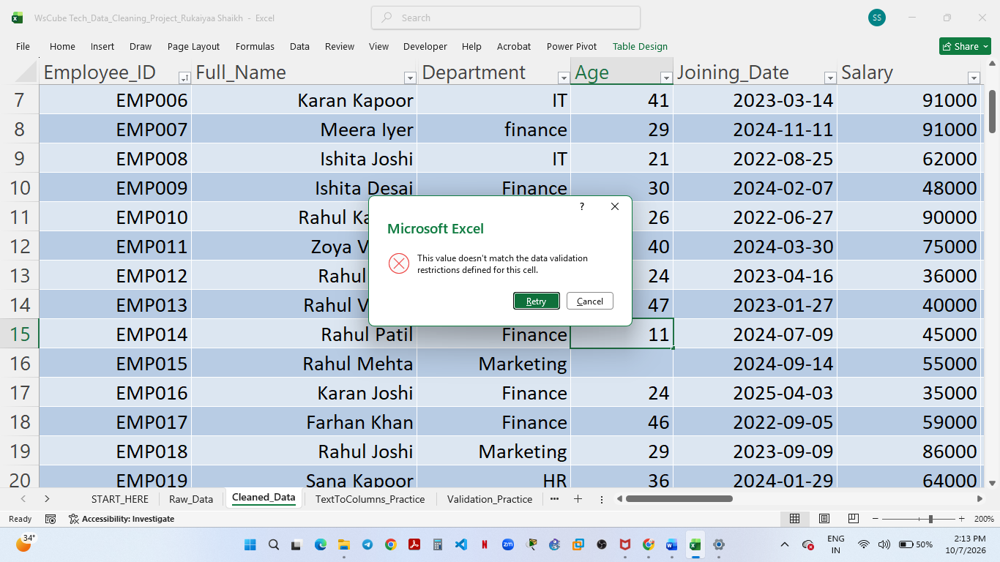 WsCube Tech_Data_Cleaning_Project_Rukaiyaa Shaikh - Excel
Search
SS
File Home Insert Draw Page Layout Formulas Data Review View Developer Help Acrobat Power Pivot Table Design
Share
Employee_ID Full_Name Department Age Joining_Date Salary
7 EMP006 Karan Kapoor IT 41 2023-03-14 91000
8 EMP007 Meera Iyer finance 29 2024-11-11 91000
9 EMP008 Ishita Joshi IT 21 2022-08-25 62000
10 EMP009 Ishita Desai Finance 30 2024-02-07 48000
11 EMP010 Rahul Ka 26 2022-06-27 90000
12 EMP011 Zoya V 40 2024-03-30 75000
13 EMP012 Rahul 24 2023-04-16 36000
14 EMP013 Rahul V 47 2023-01-27 40000
15 EMP014 Rahul Patil Finance 11 2024-07-09 45000
16 EMP015 Rahul Mehta Marketing 2024-09-14 55000
17 EMP016 Karan Joshi Finance 24 2025-04-03 35000
18 EMP017 Farhan Khan Finance 46 2022-09-05 59000
19 EMP018 Rahul Joshi Marketing 29 2023-09-09 86000
20 EMP019 Sana Kapoor HR 36 2024-01-29 64000
?
Microsoft Excel
This value doesn't match the data validation
restrictions defined for this cell.
Retry Cancel
START_HERE Raw_Data Cleaned_Data TextToColumns_Practice Validation_Practice
Ready Accessibility: Investigate 200%
34°
zm
ENG
IN
50%
2:13 PM
10/7/2026